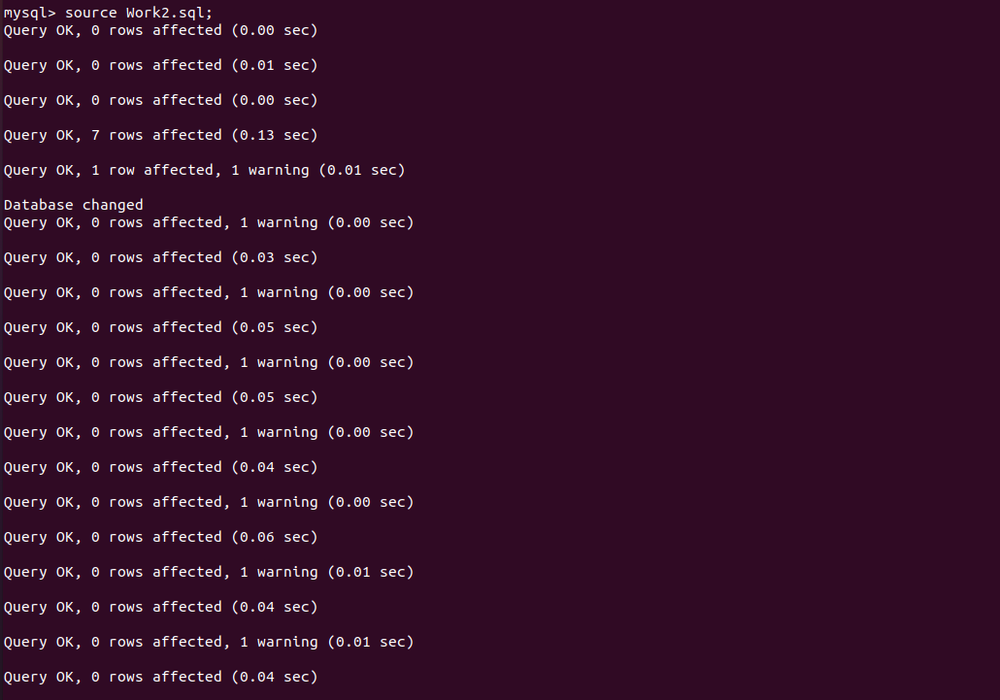 mysql> source Work2.sql;
Query OK, 0 rows affected (0.00 sec)
Query OK, 0 rows affected (0.01 sec)
Query OK, 0 rows affected (0.00 sec)
Query OK, 7 rows affected (0.13 sec)
Query OK, 1 row affected, 1 warning (0.01 sec)
Database changed
Query OK, 0 rows affected, 1 warning (0.00 sec)
Query OK, 0 rows affected (0.03 sec)
Query OK, 0 rows affected, 1 warning (0.00 sec)
Query OK, 0 rows affected (0.05 sec)
Query OK, 0 rows affected, 1 warning (0.00 sec)
Query OK, 0 rows affected (0.05 sec)
Query OK, 0 rows affected, 1 warning (0.00 sec)
Query OK, 0 rows affected (0.04 sec)
Query OK, 0 rows affected, 1 warning (0.00 sec)
Query OK, 0 rows affected (0.06 sec)
Query OK, 0 rows affected, 1 warning (0.01 sec)
Query OK, 0 rows affected (0.04 sec)
Query OK, 0 rows affected, 1 warning (0.01 sec)
Query OK, 0 rows affected (0.04 sec)